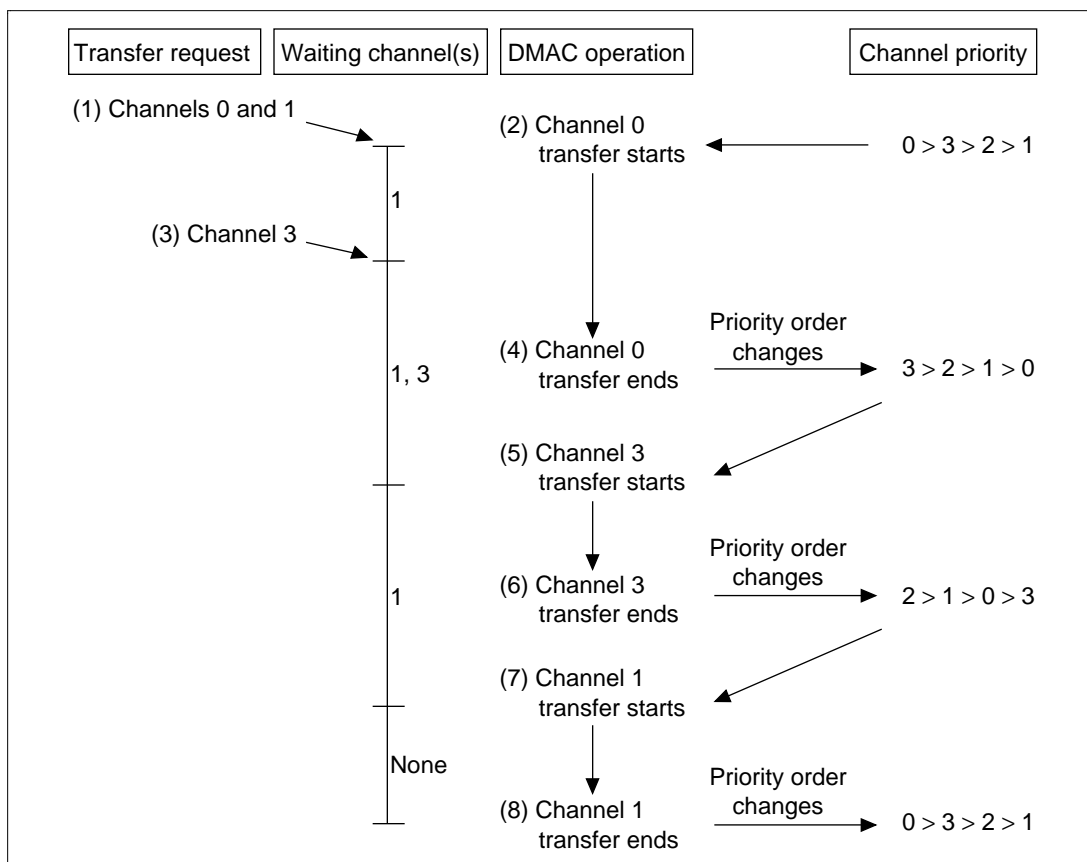 Transfer request
Waiting channel(s)
DMAC operation
Channel priority
(1) Channels 0 and 1
(2) Channel 0
transfer starts
0 > 3 > 2 > 1
1
(3) Channel 3
1, 3
(4) Channel 0
transfer ends
Priority order
changes
3 > 2 > 1 > 0
(5) Channel 3
transfer starts
1
(6) Channel 3
transfer ends
Priority order
changes
2 > 1 > 0 > 3
(7) Channel 1
transfer starts
None
(8) Channel 1
transfer ends
Priority order
changes
0 > 3 > 2 > 1